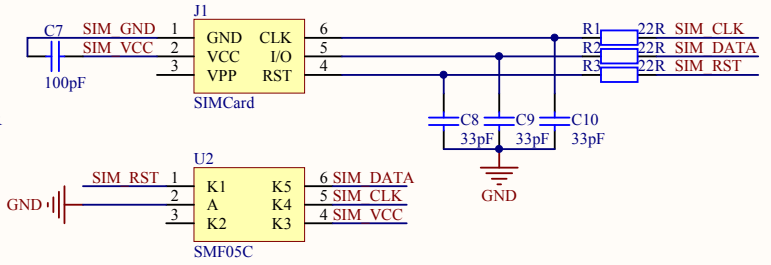 J1
C7 SIM_GND 1 GND CLK 6 R1 22R SIM_CLK
SIM_VCC 2 VCC I/O 5 R2 22R SIM_DATA
3 VPP RST 4 R3 22R SIM_RST
100pF
SIMCard
C8 C9 C10
33pF 33pF 33pF
GND
U2
SIM_RST 1 K1 K5 6 SIM_DATA
GND 2 A K4 5 SIM_CLK
3 K2 K3 4 SIM_VCC
SMF05C